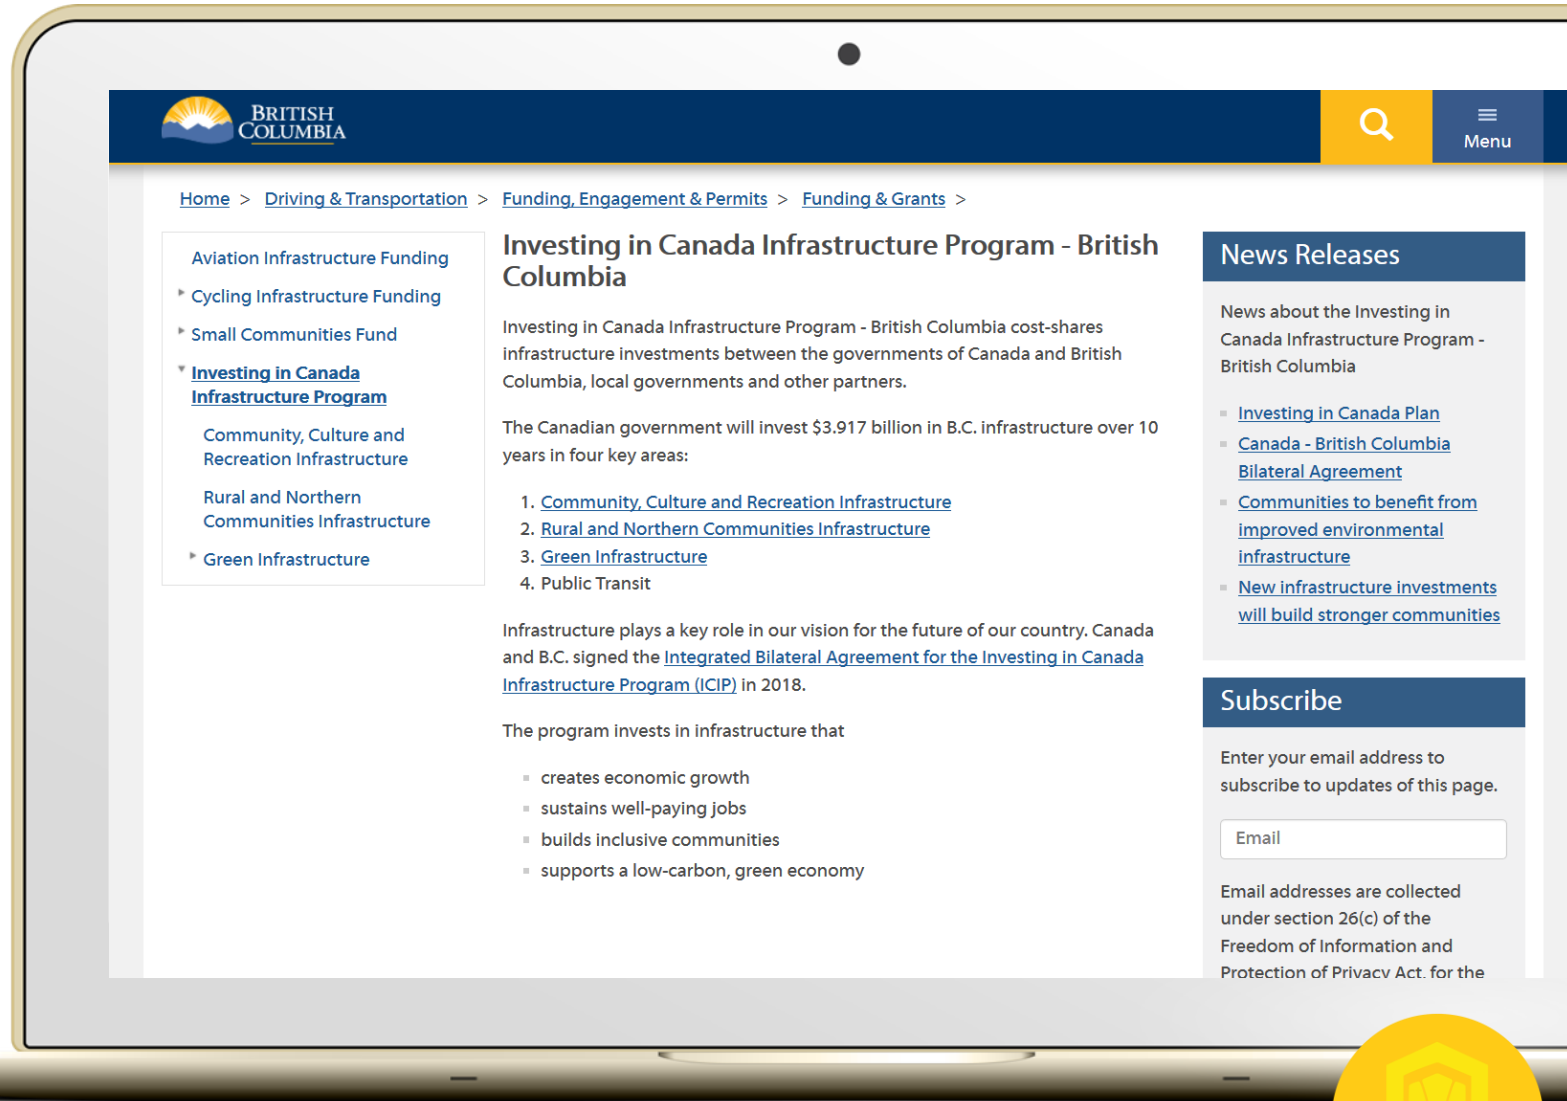 BRITISH
COLUMBIA
Menu
Home > Driving & Transportation > Funding, Engagement & Permits > Funding & Grants >
Aviation Infrastructure Funding
Cycling Infrastructure Funding
Small Communities Fund
Investing in Canada
Infrastructure Program
Community, Culture and
Recreation Infrastructure
Rural and Northern
Communities Infrastructure
Green Infrastructure
Investing in Canada Infrastructure Program - British
Columbia
Investing in Canada Infrastructure Program - British Columbia cost-shares
infrastructure investments between the governments of Canada and British
Columbia, local governments and other partners.
The Canadian government will invest $3.917 billion in B.C. infrastructure over 10
years in four key areas:
1. Community, Culture and Recreation Infrastructure
2. Rural and Northern Communities Infrastructure
3. Green Infrastructure
4. Public Transit
Infrastructure plays a key role in our vision for the future of our country. Canada
and B.C. signed the Integrated Bilateral Agreement for the Investing in Canada
Infrastructure Program (ICIP) in 2018.
The program invests in infrastructure that
creates economic growth
sustains well-paying jobs
builds inclusive communities
supports a low-carbon, green economy
News Releases
News about the Investing in
Canada Infrastructure Program -
British Columbia
Investing in Canada Plan
Canada - British Columbia
Bilateral Agreement
Communities to benefit from
improved environmental
infrastructure
New infrastructure investments
will build stronger communities
Subscribe
Enter your email address to
subscribe to updates of this page.
Email
Email addresses are collected
under section 26(c) of the
Freedom of Information and
Protection of Privacy Act, for the